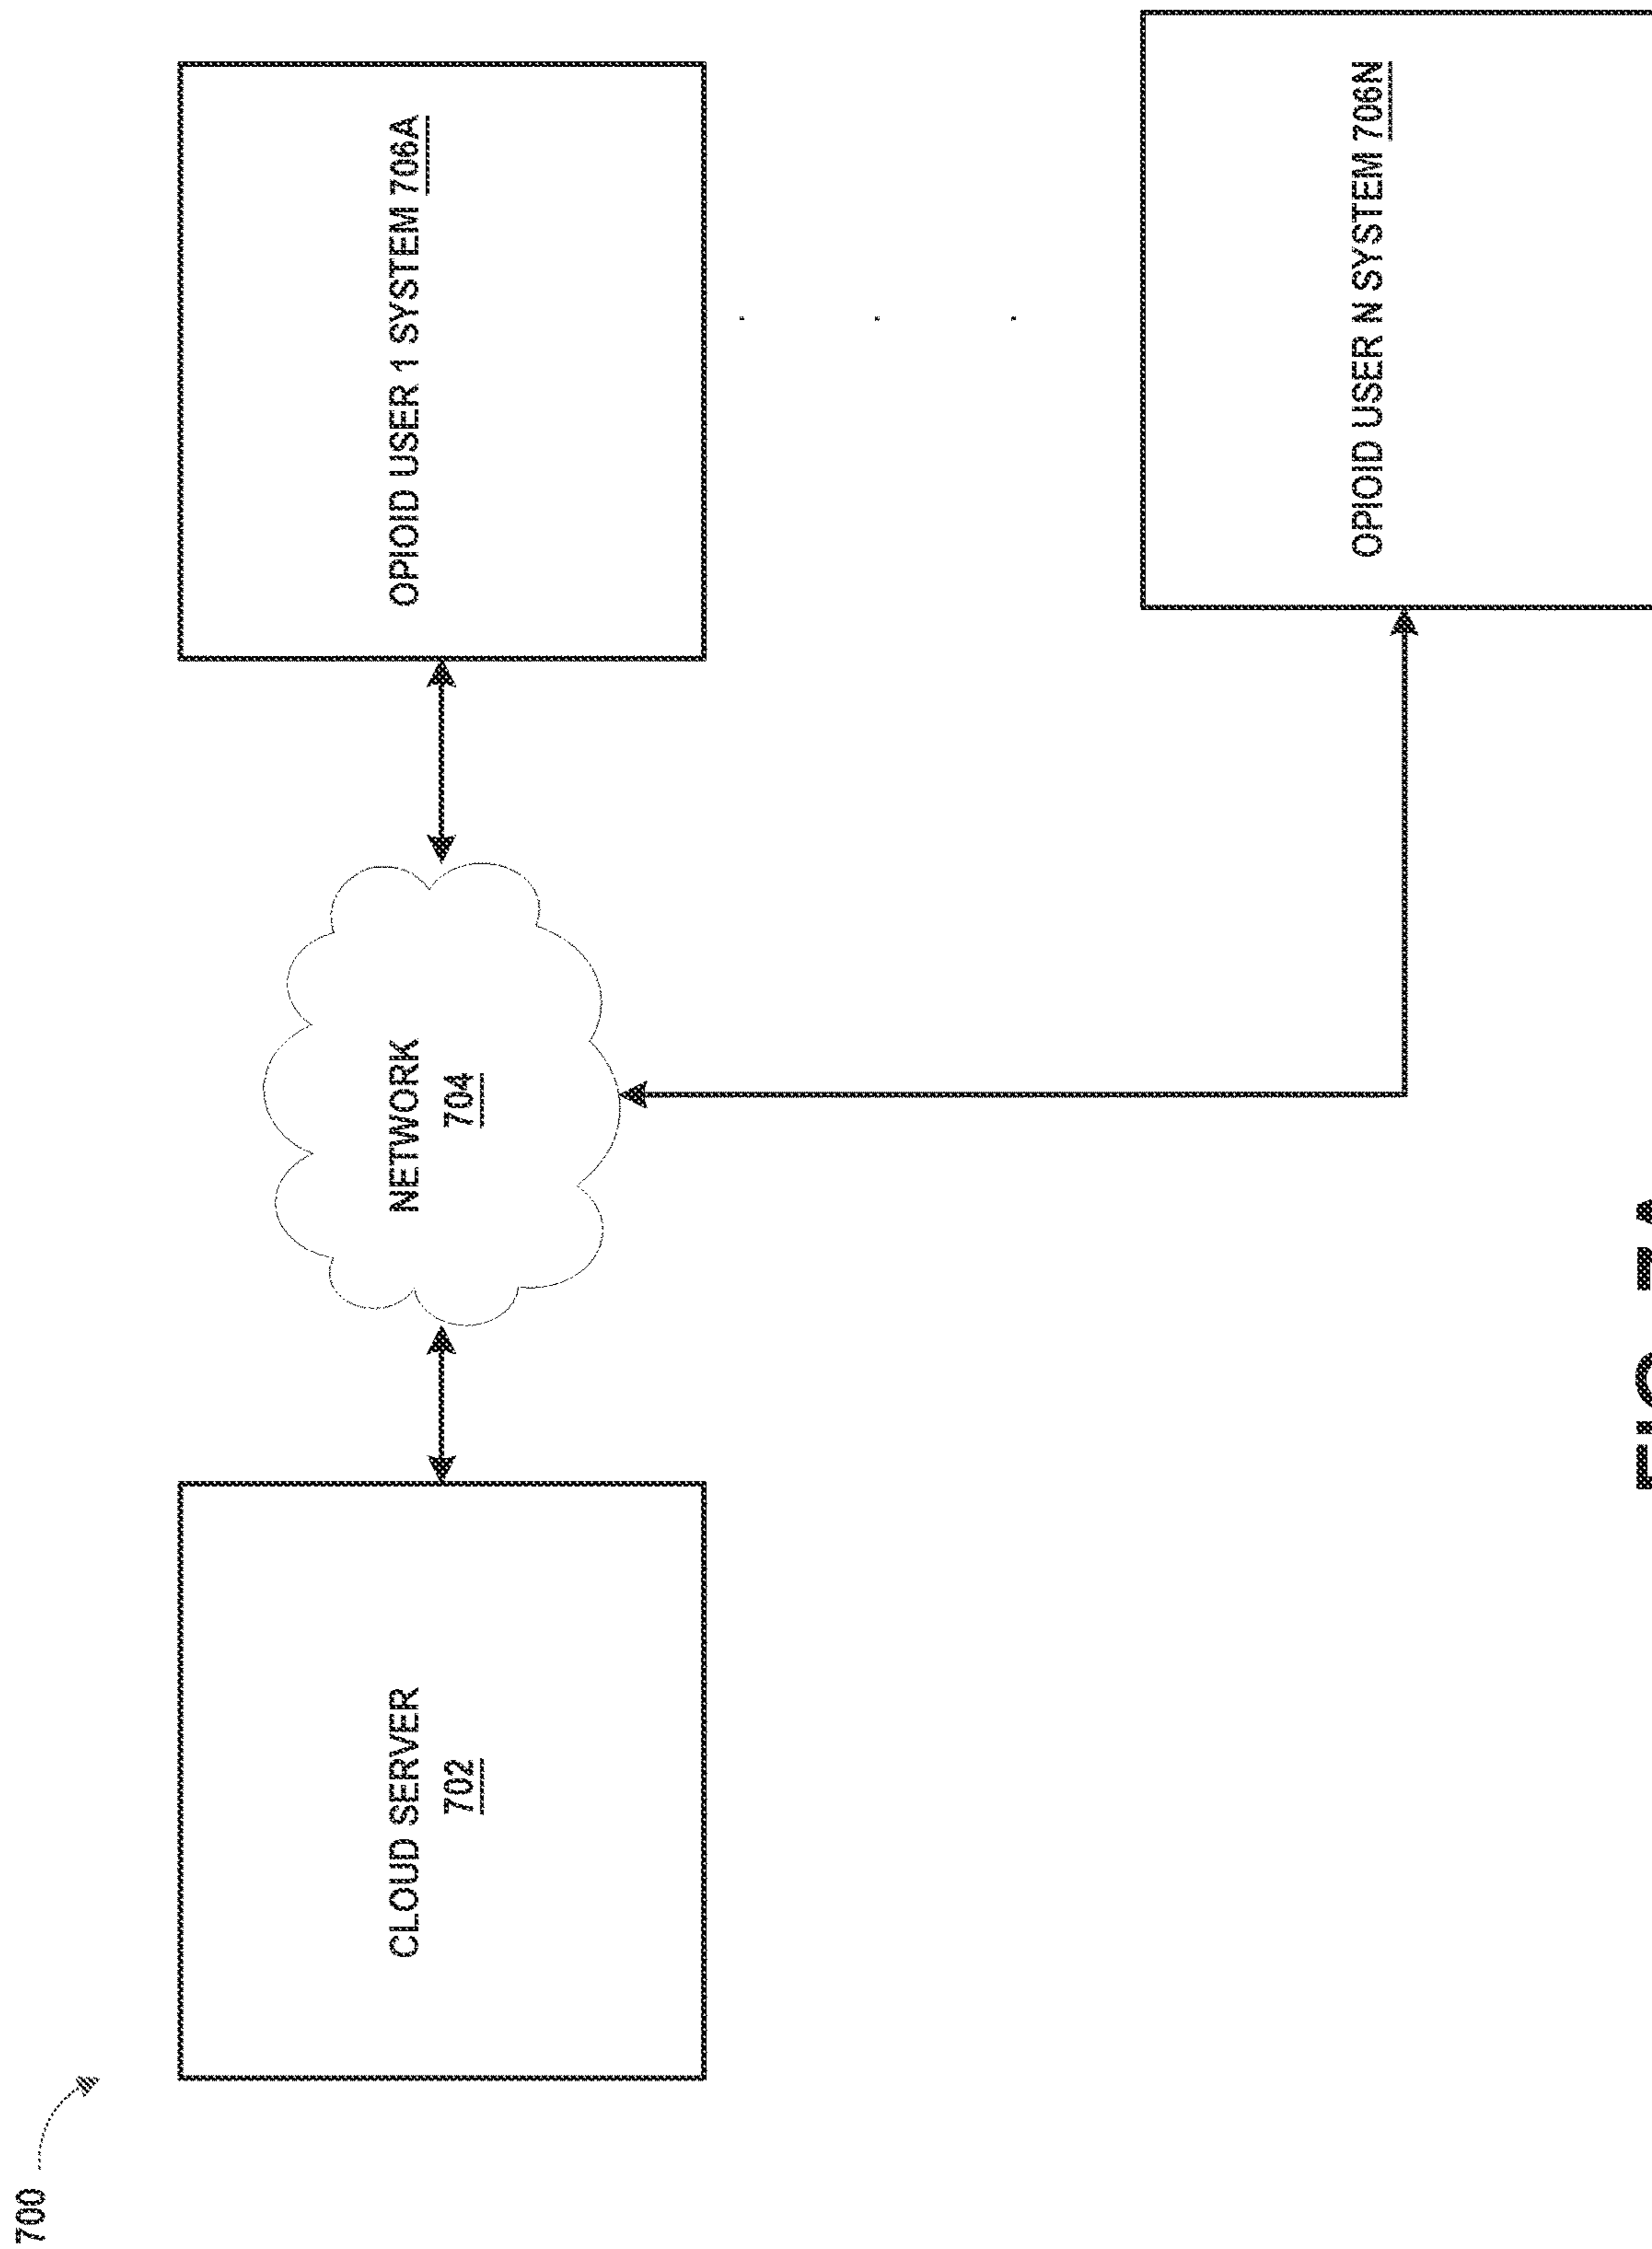 700
CLOUD SERVER
702
NETWORK
704
OPIOID USER 1 SYSTEM 706A
OPIOID USER N SYSTEM 706N